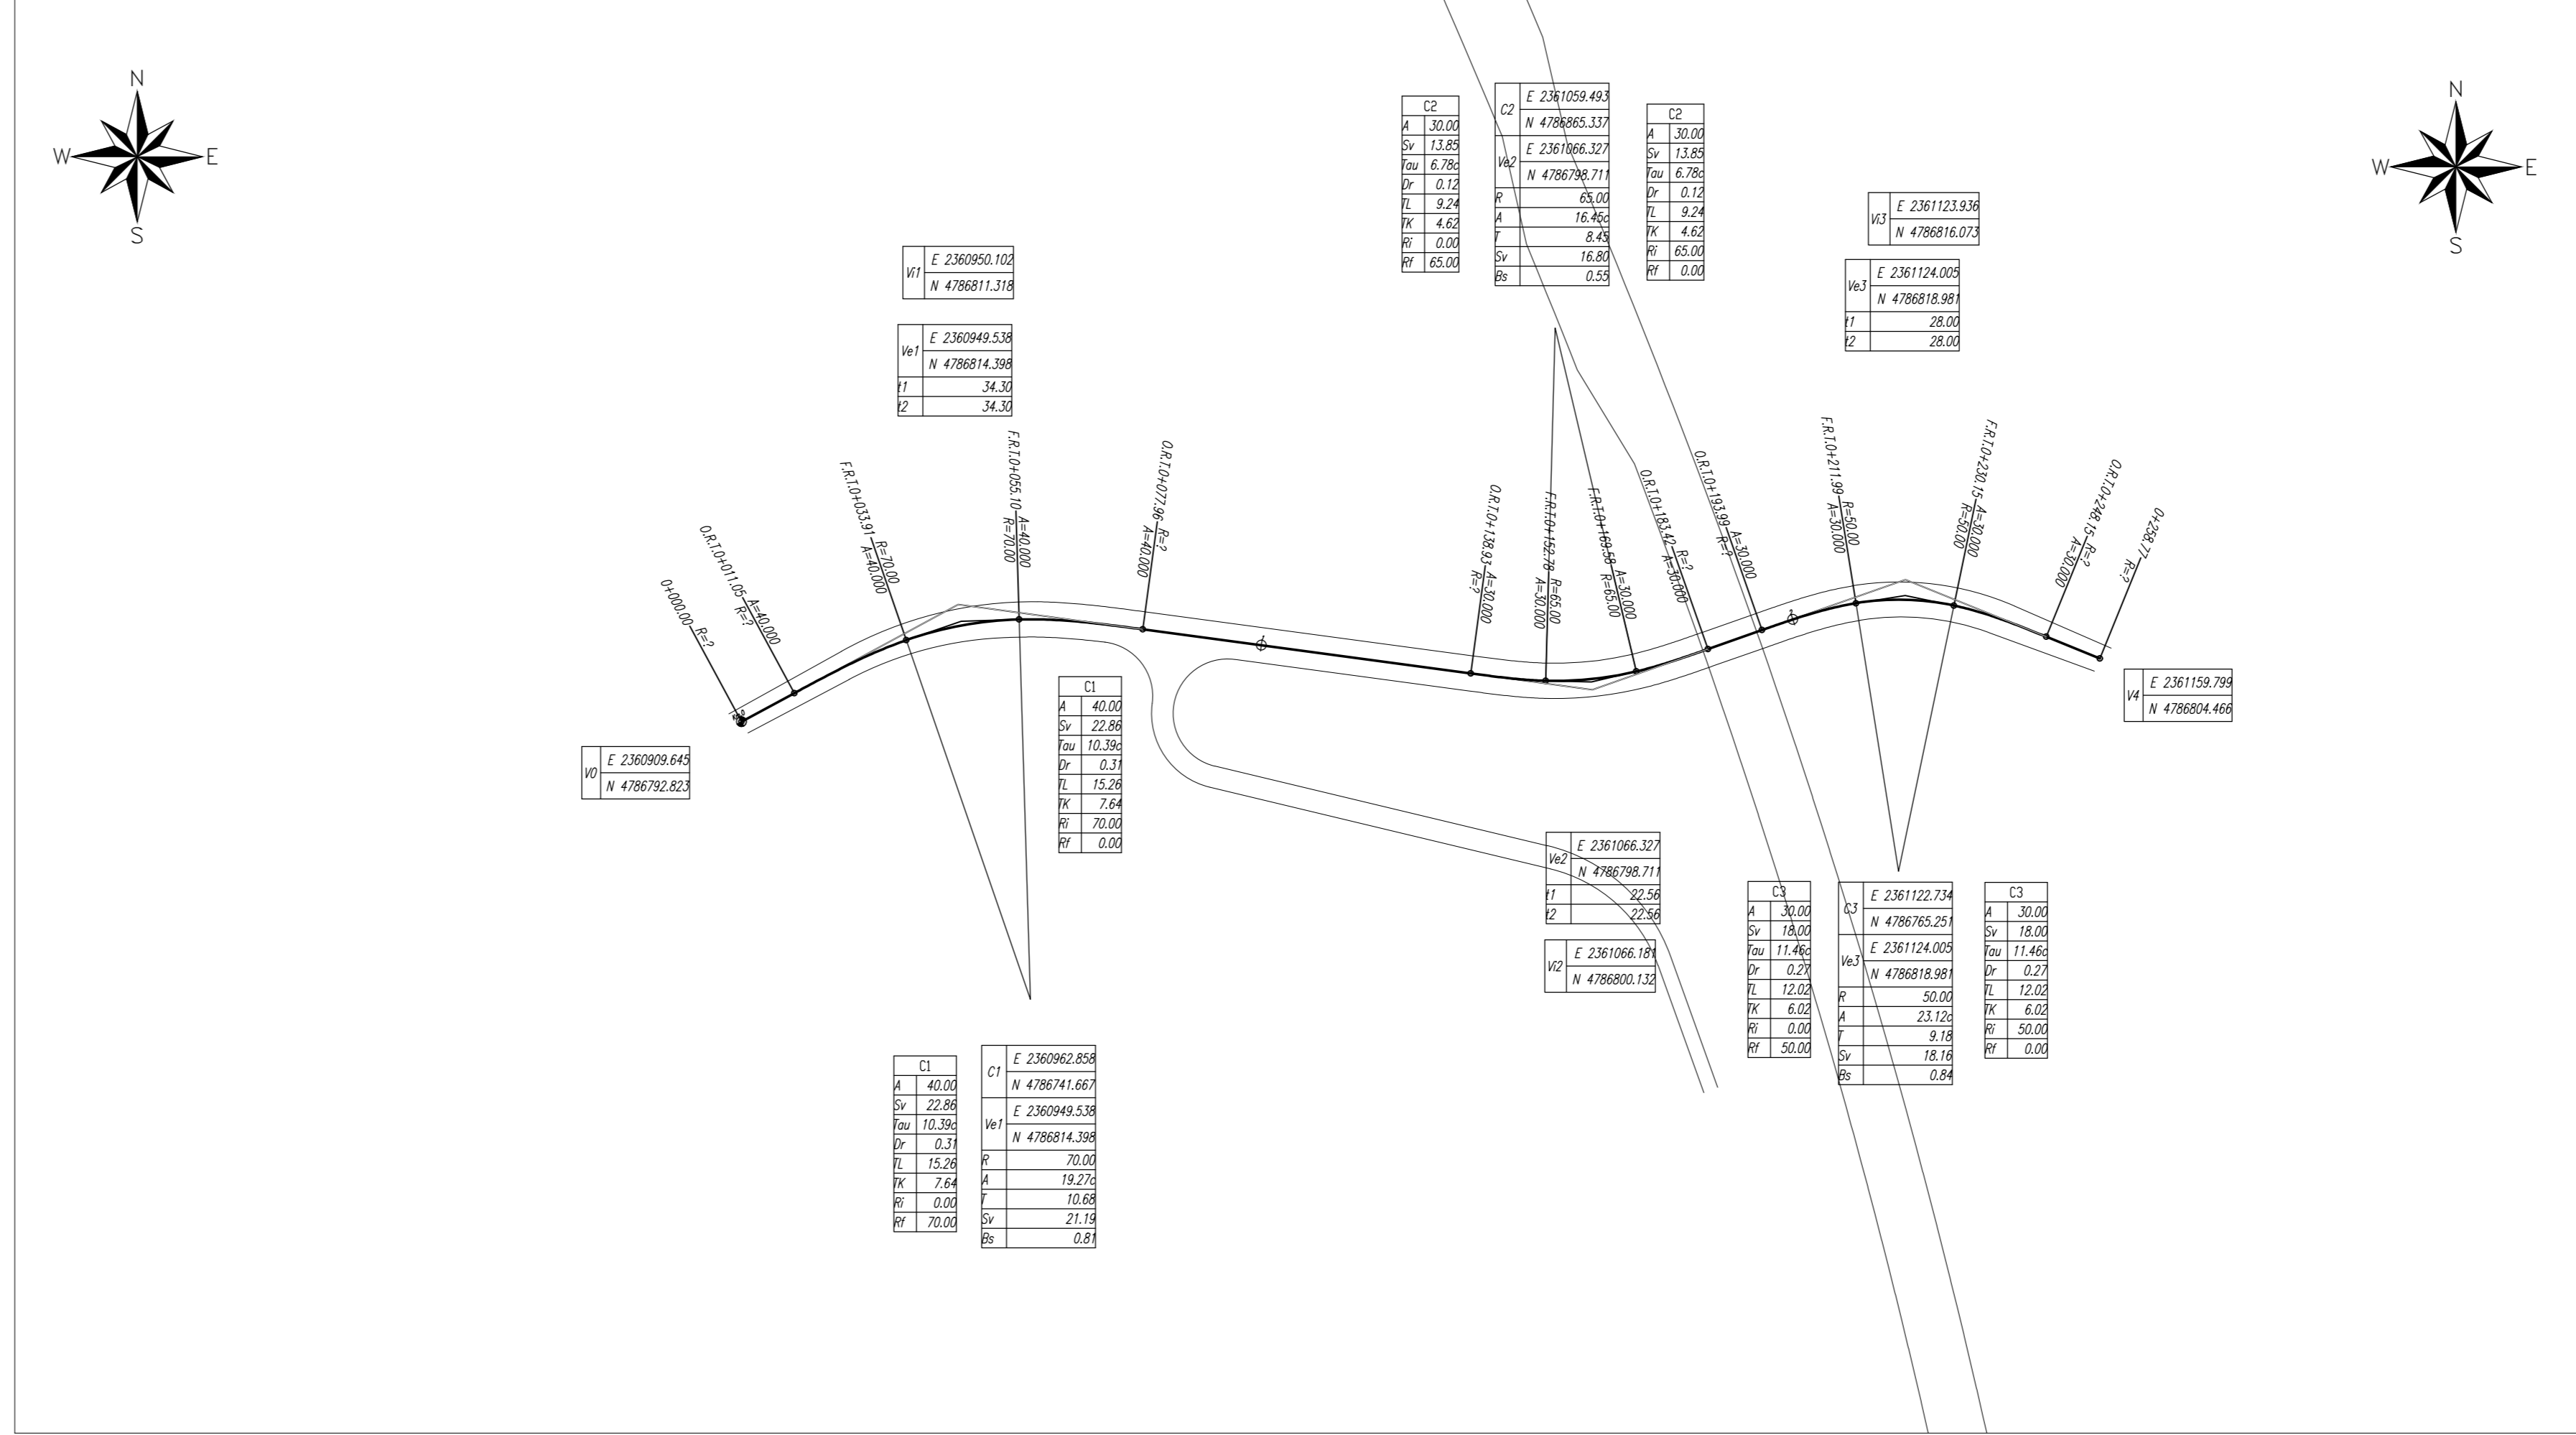 N
W E
S
N
W E
S
C2
A 30.00
Sv 13.85
Tau 6.78c
Dr 0.12
TL 9.24
TK 4.62
Ri 0.00
Rf 65.00
C2 E 2361059.493
N 4786865.337
Ve2 E 2361066.327
N 4786798.711
R 65.00
A 16.45c
T 8.45
Sv 16.80
Bs 0.55
C2
A 30.00
Sv 13.85
Tau 6.78c
Dr 0.12
TL 9.24
TK 4.62
Ri 65.00
Rf 0.00
Vi3 E 2361123.936
N 4786816.073
Ve3 E 2361124.005
N 4786818.981
t1 28.00
t2 28.00
Vi1 E 2360950.102
N 4786811.318
Ve1 E 2360949.538
N 4786814.398
t1 34.30
t2 34.30
0+000.00 R=?
O.R.T.0+011.05 A=40.000
R=?
F.R.T.0+033.91 R=70.00
A=40.000
F.R.T.0+055.10 A=40.000
R=70.00
O.R.T.0+077.96 R=?
A=40.000
O.R.T.0+138.93 A=30.000
R=?
F.R.T.0+152.78 R=65.00
A=30.000
F.R.T.0+169.58 A=30.000
R=65.00
O.R.T.0+183.42 R=?
A=30.000
O.R.T.0+193.99 A=30.000
R=?
F.R.T.0+211.99 R=50.00
A=30.000
F.R.T.0+230.15 A=30.000
R=50.00
O.R.T.0+248.15 R=?
A=30.000
0+258.77 R=?
V4 E 2361159.799
N 4786804.466
V0 E 2360909.645
N 4786792.823
C1
A 40.00
Sv 22.86
Tau 10.39c
Dr 0.31
TL 15.26
TK 7.64
Ri 70.00
Rf 0.00
Ve2 E 2361066.327
N 4786798.711
t1 22.56
t2 22.56
Vi2 E 2361066.181
N 4786800.132
C3
A 30.00
Sv 18.00
Tau 11.46c
Dr 0.27
TL 12.02
TK 6.02
Ri 0.00
Rf 50.00
C3 E 2361122.734
N 4786765.251
Ve3 E 2361124.005
N 4786818.981
R 50.00
A 23.12c
T 9.18
Sv 18.16
Bs 0.84
C3
A 30.00
Sv 18.00
Tau 11.46c
Dr 0.27
TL 12.02
TK 6.02
Ri 50.00
Rf 0.00
C1
A 40.00
Sv 22.86
Tau 10.39c
Dr 0.31
TL 15.26
TK 7.64
Ri 0.00
Rf 70.00
C1 E 2360962.858
N 4786741.667
Ve1 E 2360949.538
N 4786814.398
R 70.00
A 19.27c
T 10.68
Sv 21.19
Bs 0.81